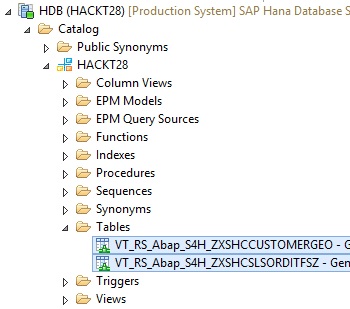 HDB (HACKT28) [Production System] SAP Hana Database S
Catalog
Public Synonyms
HACKT28
Column Views
EPM Models
EPM Query Sources
Functions
Indexes
Procedures
Sequences
Synonyms
Tables
VT_RS_Abap_S4H_ZXSHCCUSTOMERGEO - G
VT_RS_Abap_S4H_ZXSHCSLSORDITFSZ - Gen
Triggers
Views